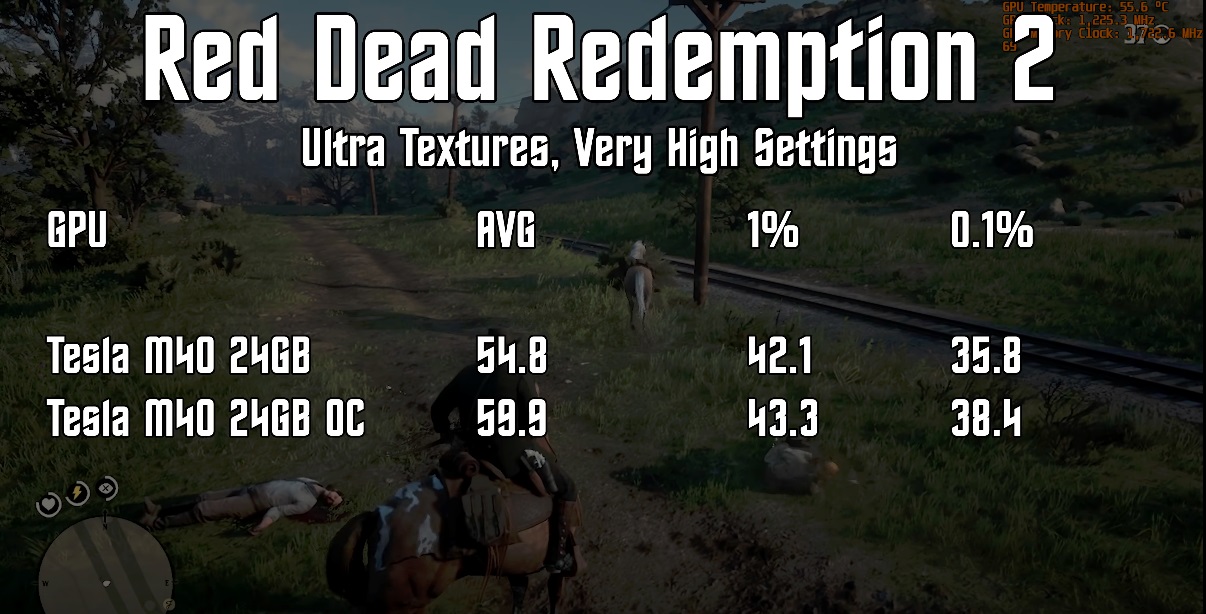 GPU Temperature: 55.6 °C
Red Dead Redemption 2
Ultra Textures, Very High Settings
GPU AVG 1% 0.1%
Tesla M40 24GB 54.8 42.1 35.8
Tesla M40 24GB OC 59.9 43.3 38.4
N
W E